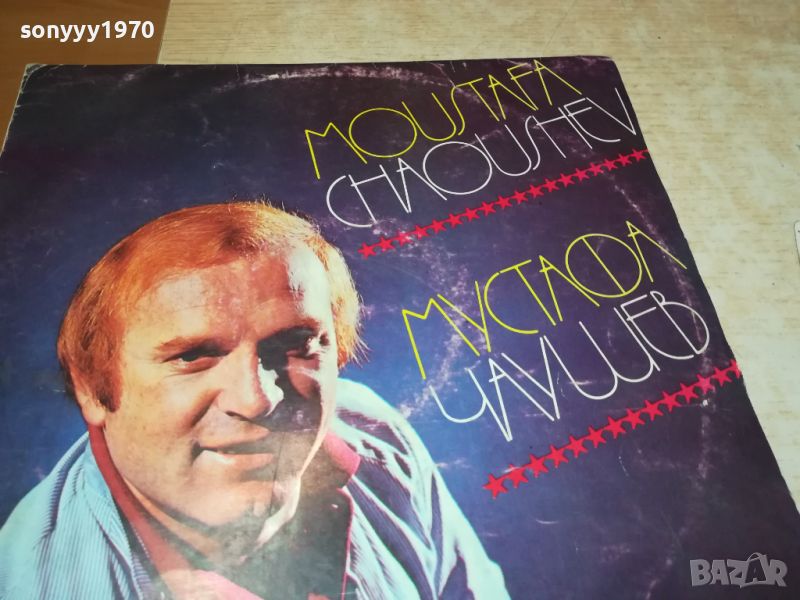 sonyyy1970
MOUSTAFA
CHAOUSHEV
МУСТАФА
ЧАУШЕВ
BAZAR